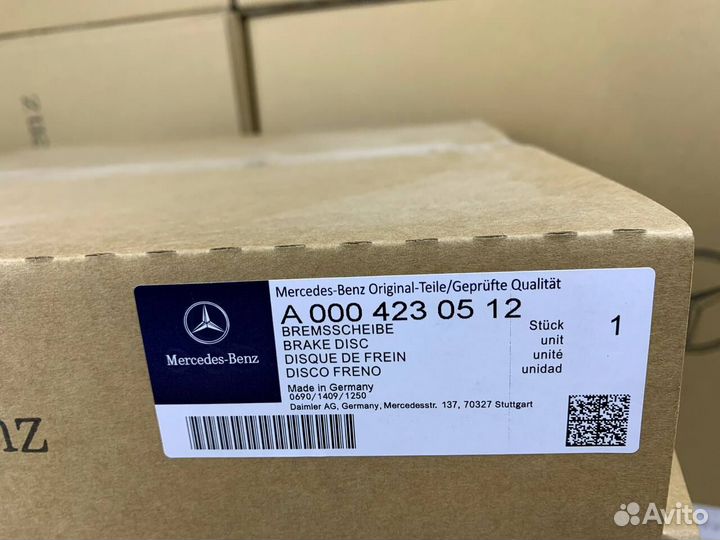 Mercedes-Benz Original-Teile/Geprüfte Qualität
A 000 423 05 12
BREMSSCHEIBE Stück 1
BRAKE DISC unit
DISQUE DE FREIN unité
DISCO FRENO unidad
Made in Germany
0690/1409/1250
Daimler AG, Germany, Mercedesstr. 137, 70327 Stuttgart
Mercedes-Benz
nz
Avito